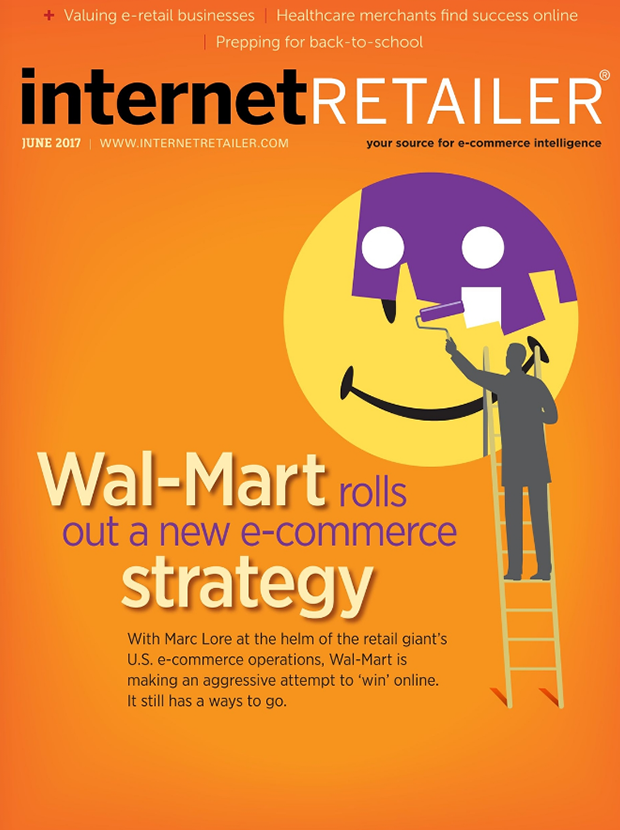 + Valuing e-retail businesses | Healthcare merchants find success online
| Prepping for back-to-school
internetRETAILER®
JUNE 2017 | WWW.INTERNETRETAILER.COM
your source for e-commerce intelligence
Wal-Mart rolls
out a new e-commerce
strategy
With Marc Lore at the helm of the retail giant's
U.S. e-commerce operations, Wal-Mart is
making an aggressive attempt to ‘win’ online.
It still has a ways to go.